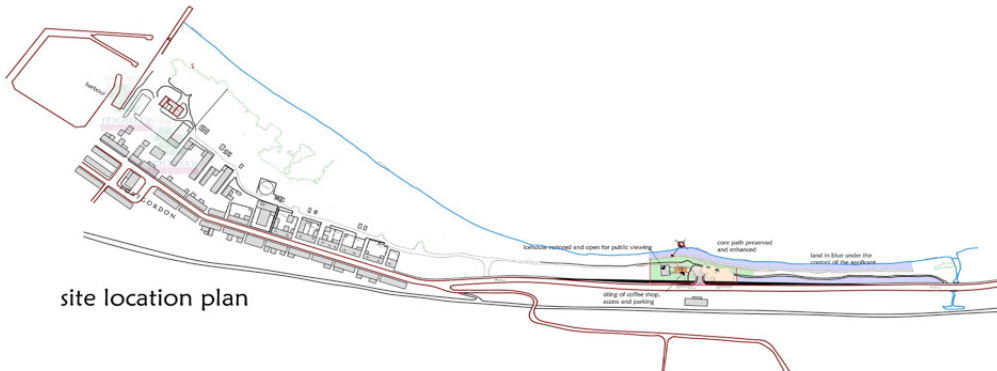 harbour
GORDON
Icehouse restored and open for public viewing
core path preserved
and enhanced
land in blue under the
control of the applicant
siting of coffee shop,
access and parking
site location plan